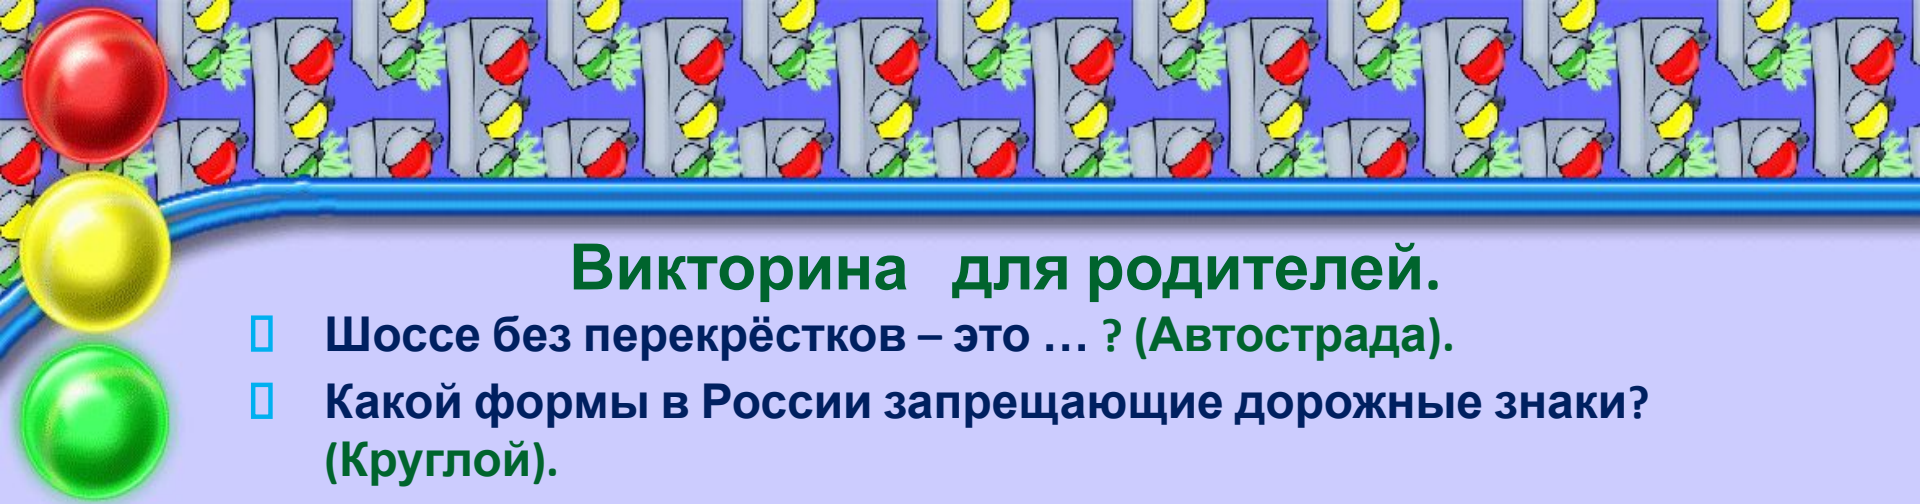 Викторина для родителей.
Шоссе без перекрёстков – это … ? (Автострада).
Какой формы в России запрещающие дорожные знаки?
(Круглой).